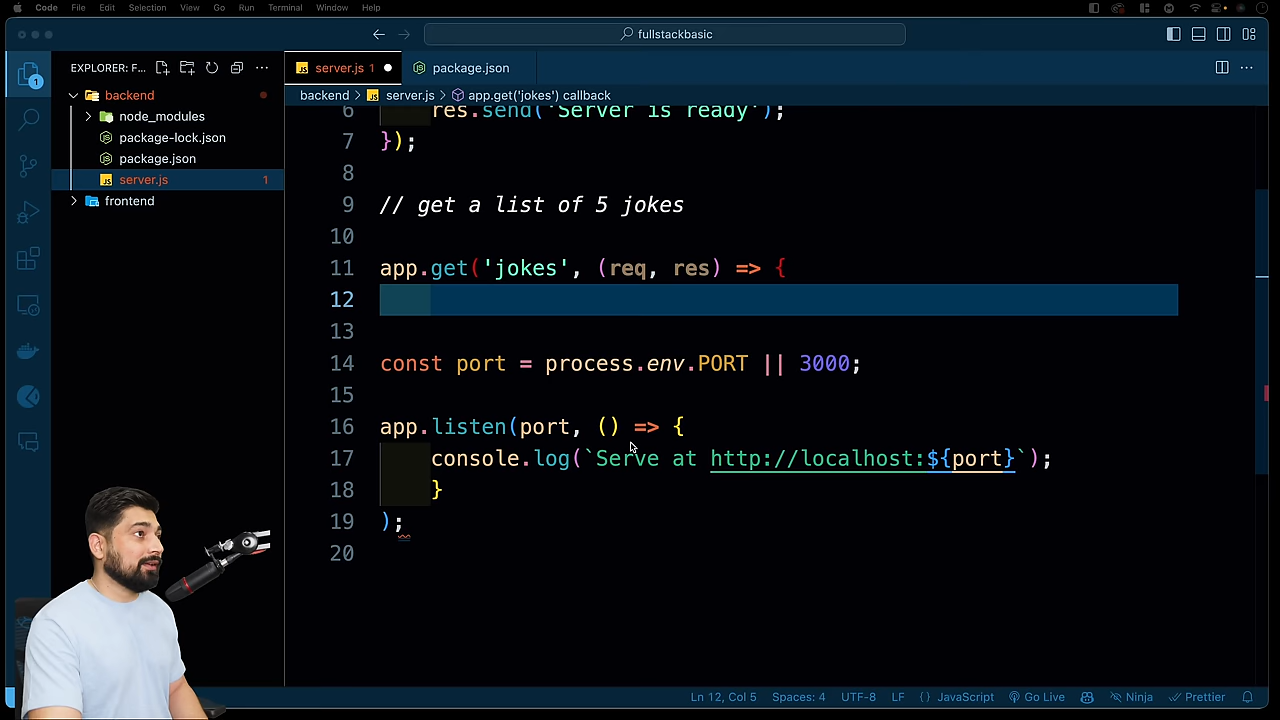 Code File Edit Selection View Go Run Terminal Window Help
fullstackbasic
EXPLORER: F...
server.js 1
package.json
backend
backend > server.js > app.get('jokes') callback
node_modules
package-lock.json
package.json
server.js 1
frontend
1
6 res.send('Server is ready');
7 });
8
9 // get a list of 5 jokes
10
11 app.get('jokes', (req, res) => {
12
13
14 const port = process.env.PORT || 3000;
15
16 app.listen(port, () => {
17 console.log(`Serve at http://localhost:${port}`);
18 }
19 );
20
Ln 12, Col 5 Spaces: 4 UTF-8 LF {} JavaScript Go Live Ninja Prettier